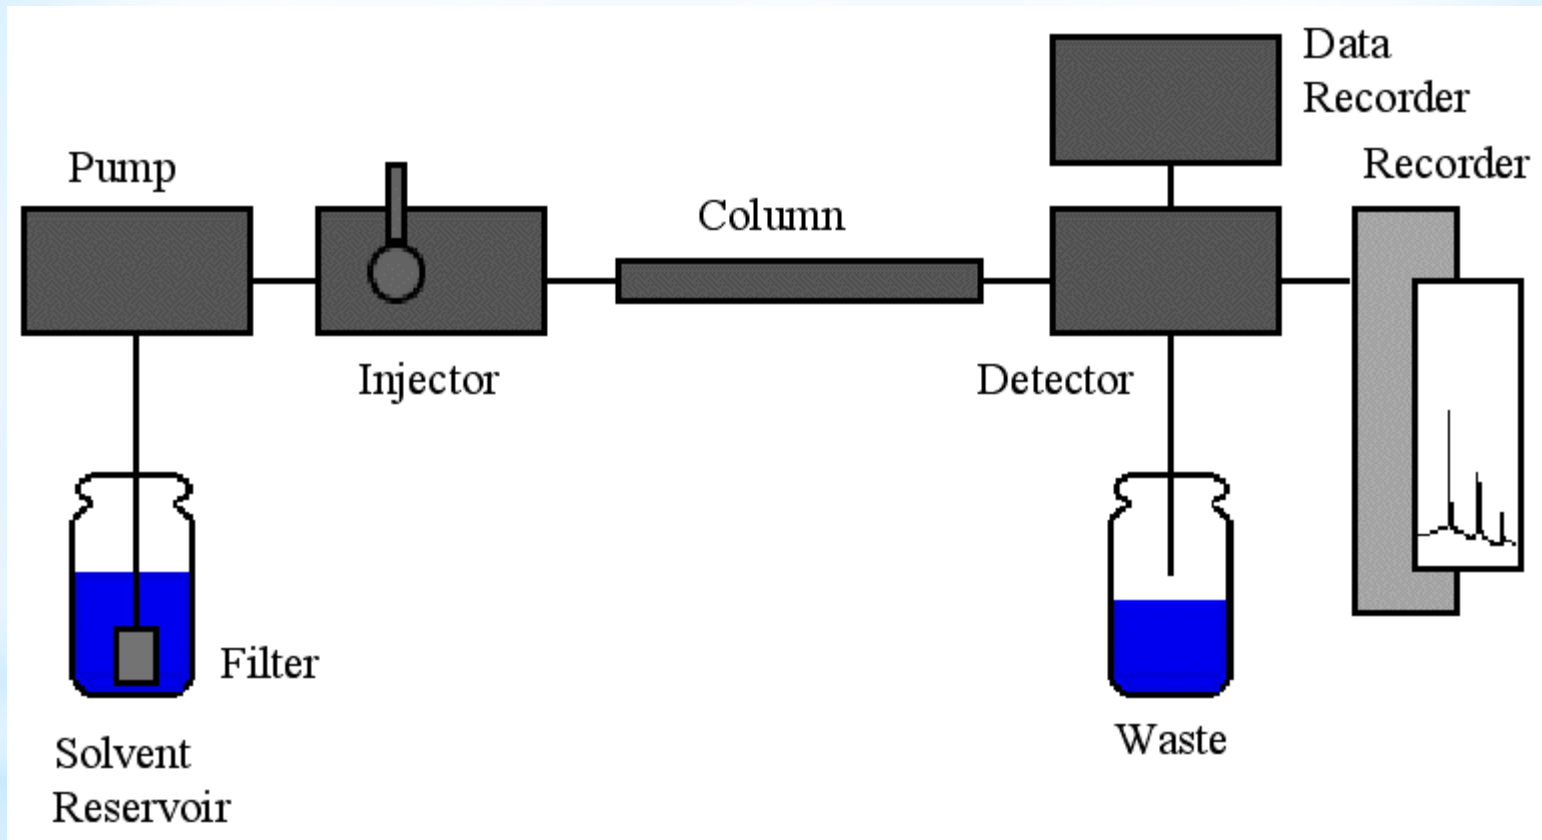 Data
Recorder
Pump
Recorder
Column
Injector
Detector
Filter
Solvent
Reservoir
Waste